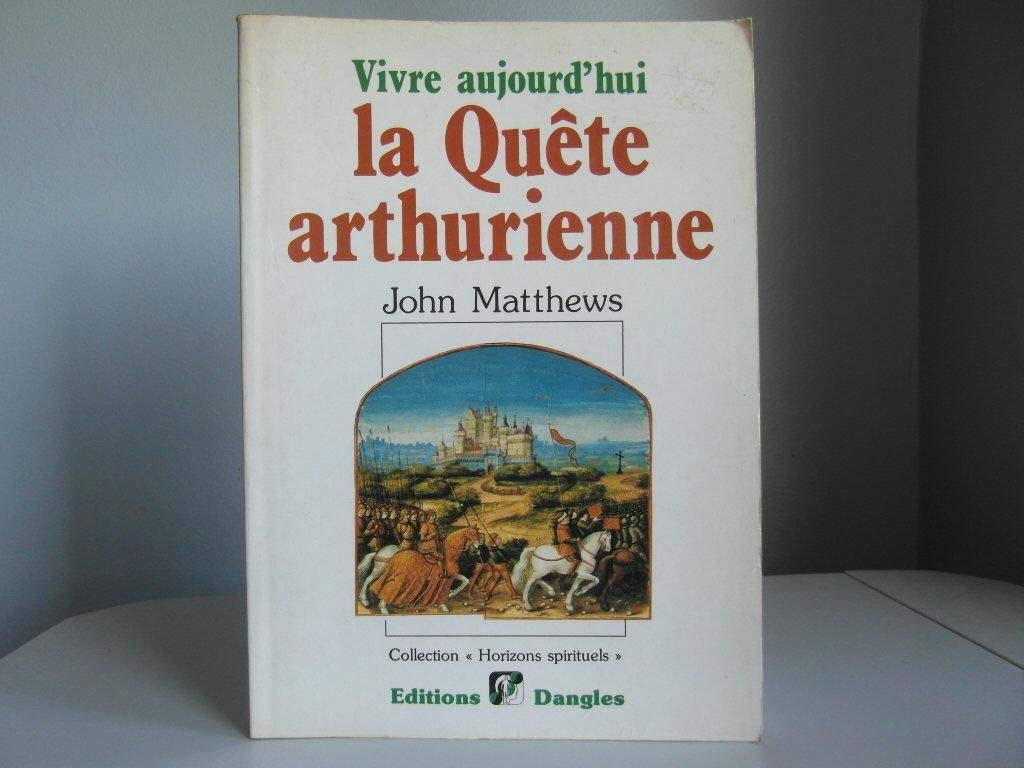 Vivre aujourd'hui
la Quête
arthurienne
John Matthews
Collection « Horizons spirituels »
Editions Dangles